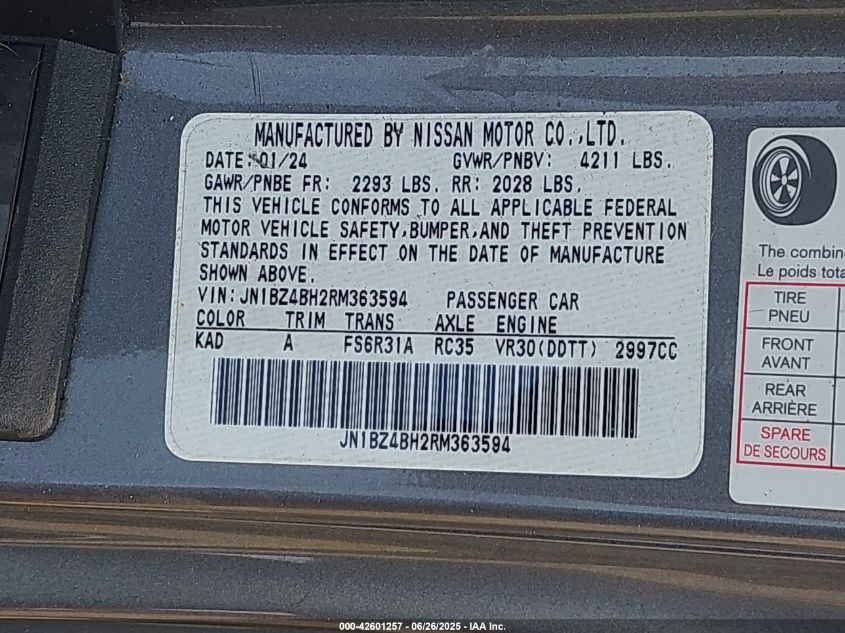 MANUFACTURED BY NISSAN MOTOR CO.,LTD.
DATE: 01/24 GVWR/PNBV: 4211 LBS.
GAWR/PNBE FR: 2293 LBS. RR: 2028 LBS.
THIS VEHICLE CONFORMS TO ALL APPLICABLE FEDERAL
MOTOR VEHICLE SAFETY,BUMPER,AND THEFT PREVENTION
STANDARDS IN EFFECT ON THE DATE OF MANUFACTURE
SHOWN ABOVE.
VIN:JN1BZ4BH2RM363594 PASSENGER CAR
COLOR TRIM TRANS AXLE ENGINE
KAD A FS6R31A RC35 VR30(DDTT) 2997CC
JN1BZ4BH2RM363594
The
Le poids
TIRE
PNEU
FRONT
AVANT
REAR
ARRIÈRE
SPARE
DE SECOURS
000-42601257 - 06/26/2025 - IAA Inc.